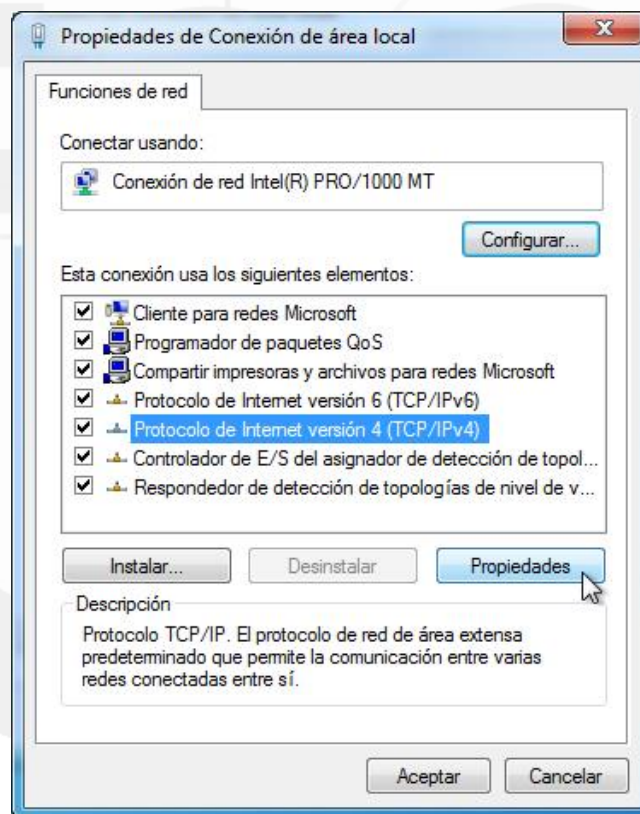 Propiedades de Conexión de área local
Funciones de red
Conectar usando:
Conexión de red Intel(R) PRO/1000 MT
Configurar...
Esta conexión usa los siguientes elementos:
Cliente para redes Microsoft
Programador de paquetes QoS
Compartir impresoras y archivos para redes Microsoft
Protocolo de Internet versión 6 (TCP/IPv6)
Protocolo de Internet versión 4 (TCP/IPv4)
Controlador de E/S del asignador de detección de topol...
Respondedor de detección de topologías de nivel de v...
Instalar... Desinstalar Propiedades
Descripción
Protocolo TCP/IP. El protocolo de red de área extensa
predeterminado que permite la comunicación entre varias
redes conectadas entre sí.
Aceptar Cancelar